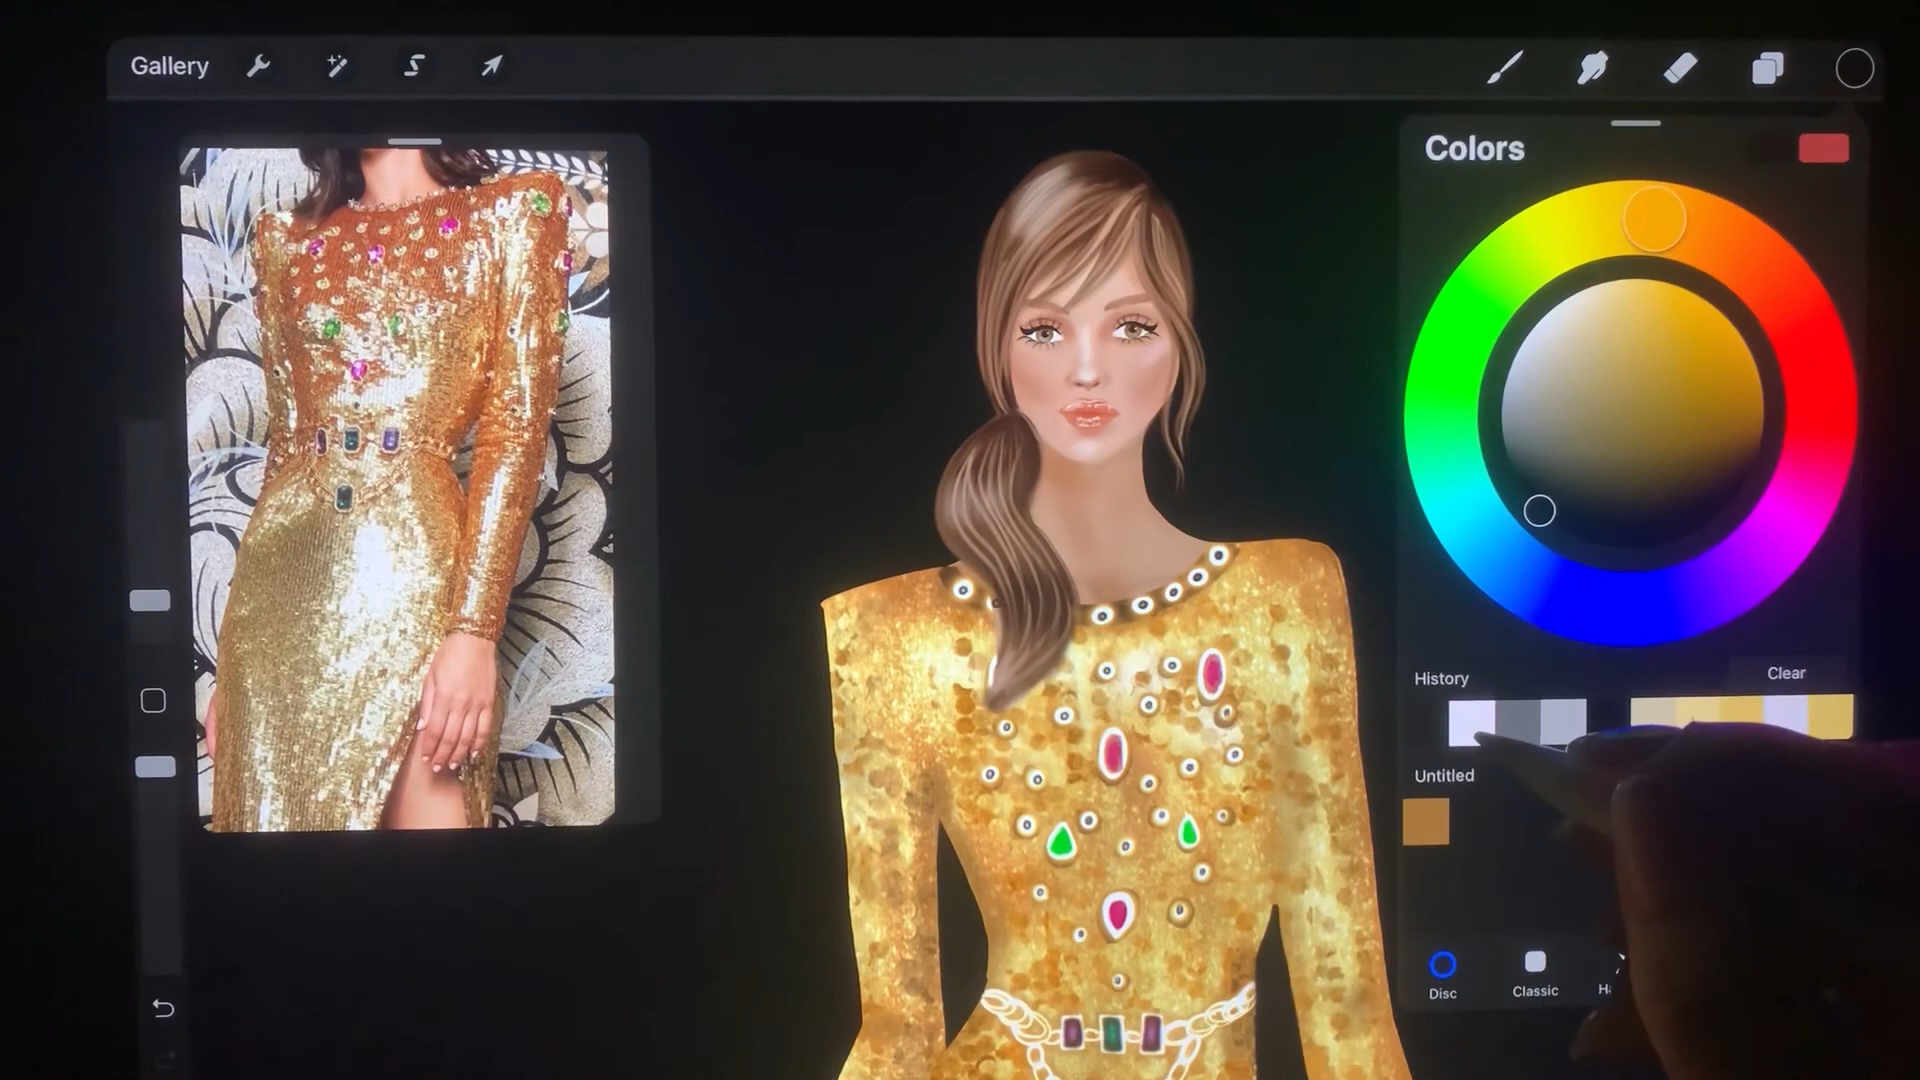 Gallery
Colors
History
Clear
Untitled
Disc
Classic